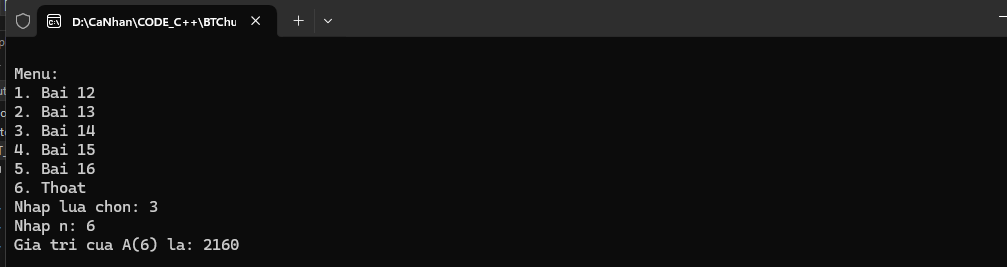 D:\CaNhan\CODE_C++\BTChu
Menu:
1. Bai 12
2. Bai 13
3. Bai 14
4. Bai 15
5. Bai 16
6. Thoat
Nhap lua chon: 3
Nhap n: 6
Gia tri cua A(6) la: 2160